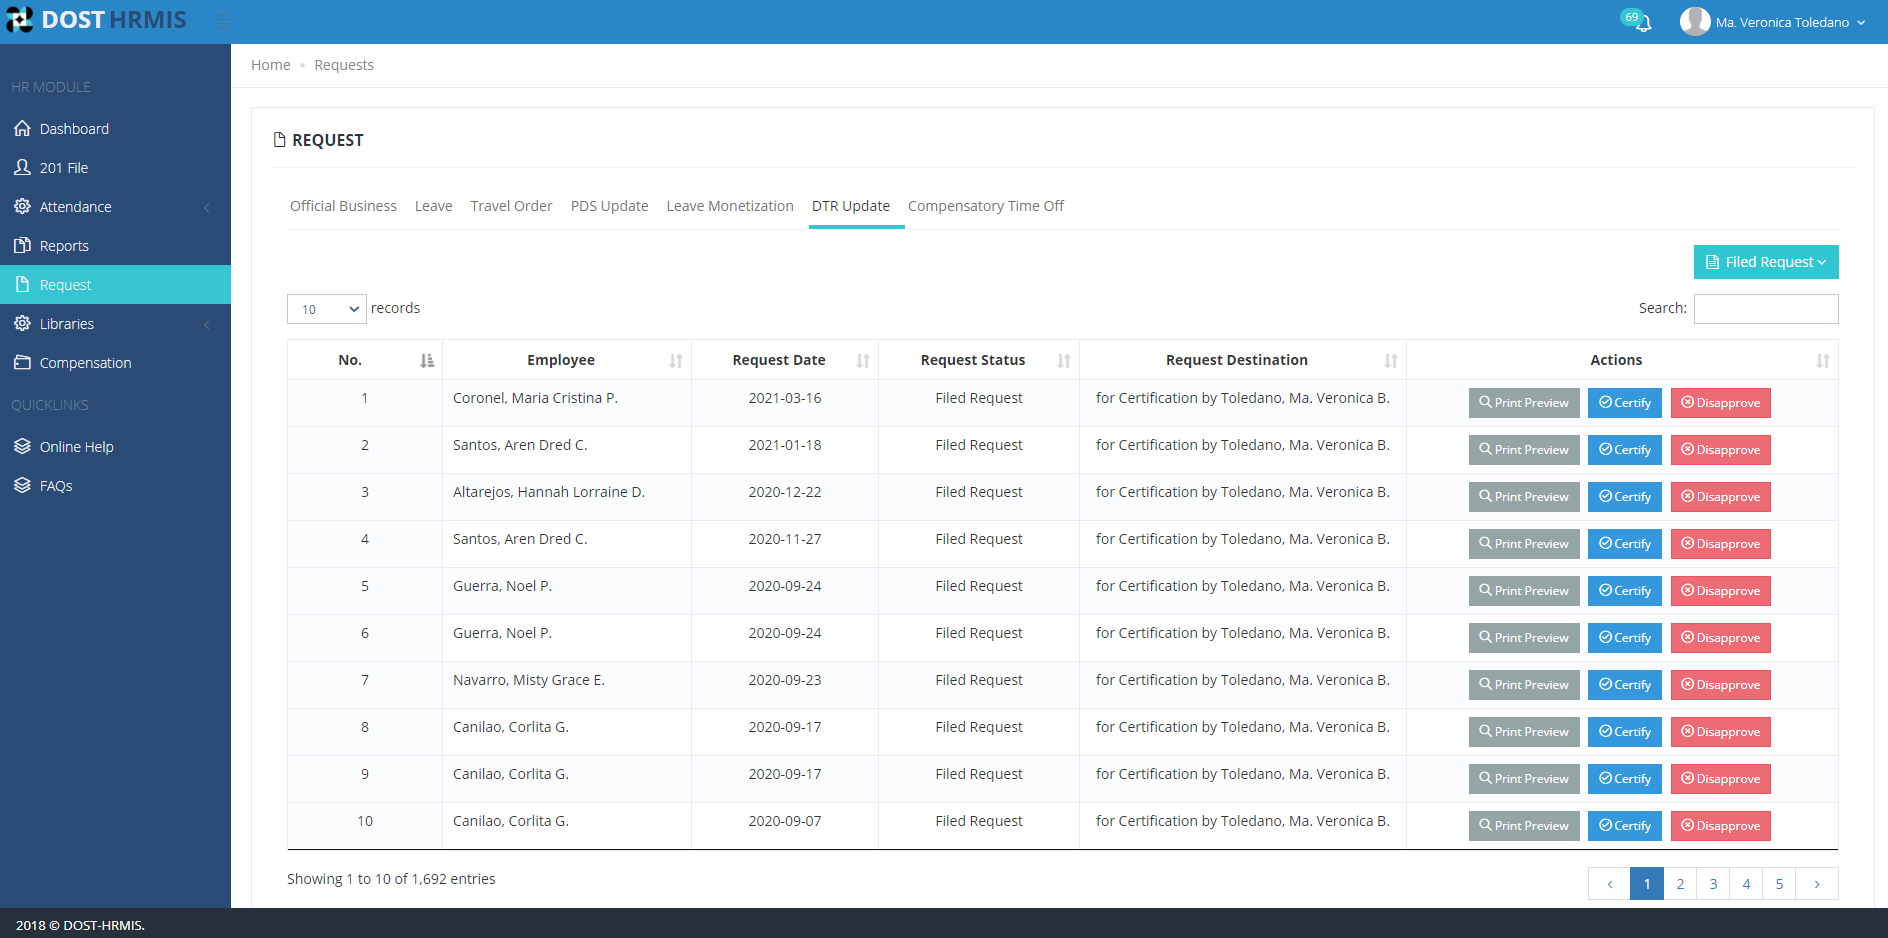 DOST HRMIS
69
Ma. Veronica Toledano
HR MODULE
Dashboard
201 File
Attendance
Reports
Request
Libraries
Compensation
QUICKLINKS
Online Help
FAQs
Home Requests
REQUEST
Official Business Leave Travel Order PDS Update Leave Monetization DTR Update Compensatory Time Off
Filed Request
10 records Search:
No. Employee Request Date Request Status Request Destination Actions
1 Coronel, Maria Cristina P. 2021-03-16 Filed Request for Certification by Toledano, Ma. Veronica B. Print Preview Certify Disapprove
2 Santos, Aren Dred C. 2021-01-18 Filed Request for Certification by Toledano, Ma. Veronica B. Print Preview Certify Disapprove
3 Altarejos, Hannah Lorraine D. 2020-12-22 Filed Request for Certification by Toledano, Ma. Veronica B. Print Preview Certify Disapprove
4 Santos, Aren Dred C. 2020-11-27 Filed Request for Certification by Toledano, Ma. Veronica B. Print Preview Certify Disapprove
5 Guerra, Noel P. 2020-09-24 Filed Request for Certification by Toledano, Ma. Veronica B. Print Preview Certify Disapprove
6 Guerra, Noel P. 2020-09-24 Filed Request for Certification by Toledano, Ma. Veronica B. Print Preview Certify Disapprove
7 Navarro, Misty Grace E. 2020-09-23 Filed Request for Certification by Toledano, Ma. Veronica B. Print Preview Certify Disapprove
8 Canilao, Corlita G. 2020-09-17 Filed Request for Certification by Toledano, Ma. Veronica B. Print Preview Certify Disapprove
9 Canilao, Corlita G. 2020-09-17 Filed Request for Certification by Toledano, Ma. Veronica B. Print Preview Certify Disapprove
10 Canilao, Corlita G. 2020-09-07 Filed Request for Certification by Toledano, Ma. Veronica B. Print Preview Certify Disapprove
Showing 1 to 10 of 1,692 entries
1 2 3 4 5
2018 © DOST-HRMIS.